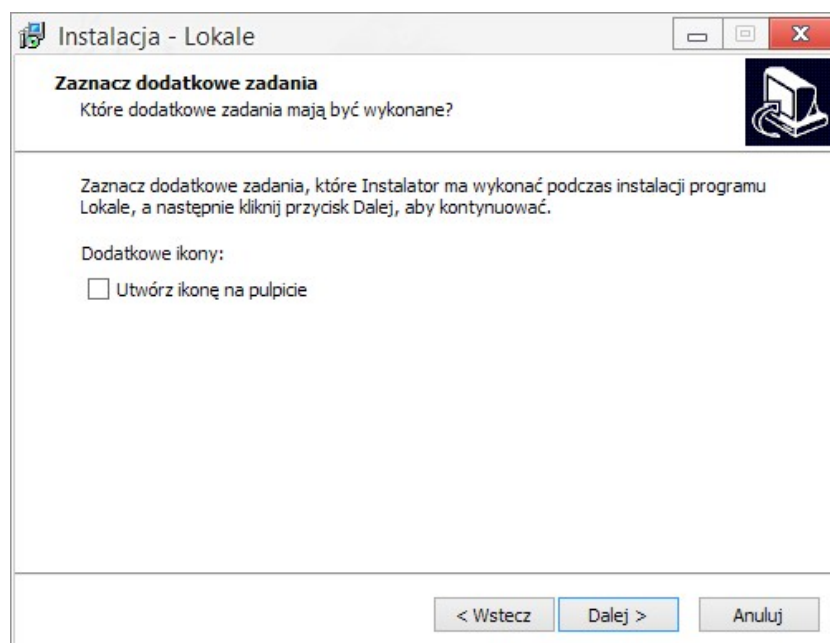 Instalacja - Lokale
Zaznacz dodatkowe zadania
Które dodatkowe zadania mają być wykonane?
Zaznacz dodatkowe zadania, które Instalator ma wykonać podczas instalacji programu
Lokale, a następnie kliknij przycisk Dalej, aby kontynuować.
Dodatkowe ikony:
Utwórz ikonę na pulpicie
< Wstecz Dalej > Anuluj